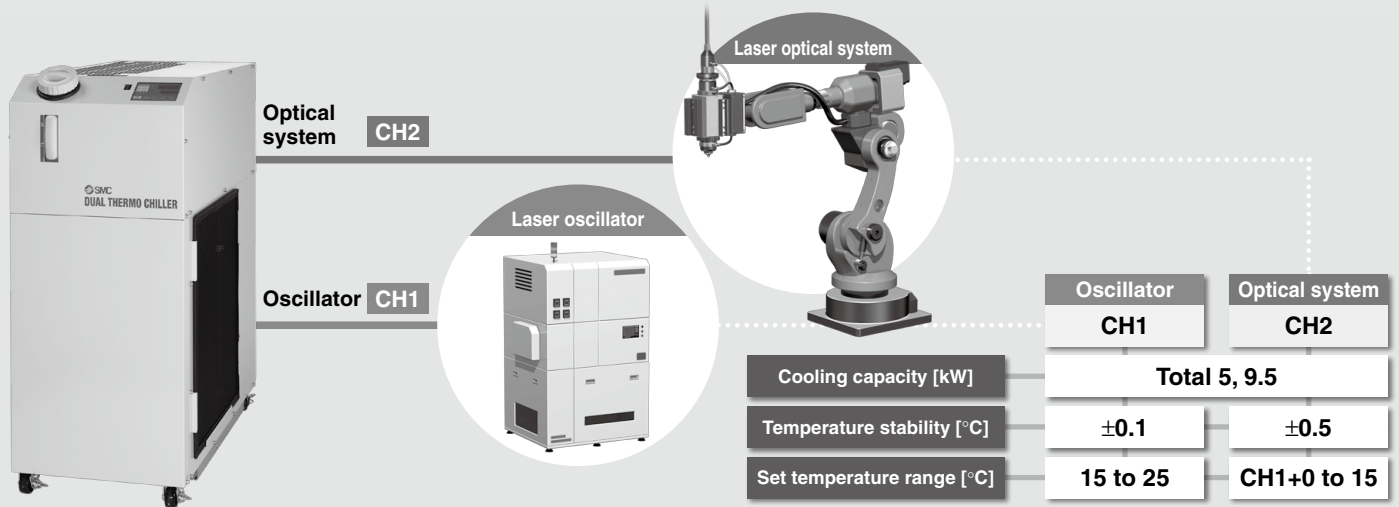 Laser optical system
Optical
system
CH2
SMC
DUAL THERMO CHILLER
Laser oscillator
Oscillator CH1
Oscillator Optical system
CH1 CH2
Cooling capacity [kW] Total 5, 9.5
Temperature stability [°C] ±0.1 ±0.5
Set temperature range [°C] 15 to 25 CH1+0 to 15